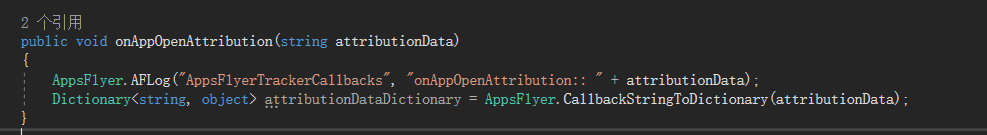 2 个引用
public void onAppOpenAttribution(string attributionData)
{
AppsFlyer.AFLog("AppsFlyerTrackerCallbacks", "onAppOpenAttribution:: " + attributionData);
Dictionary<string, object> attributionDataDictionary = AppsFlyer.CallbackStringToDictionary(attributionData);
}